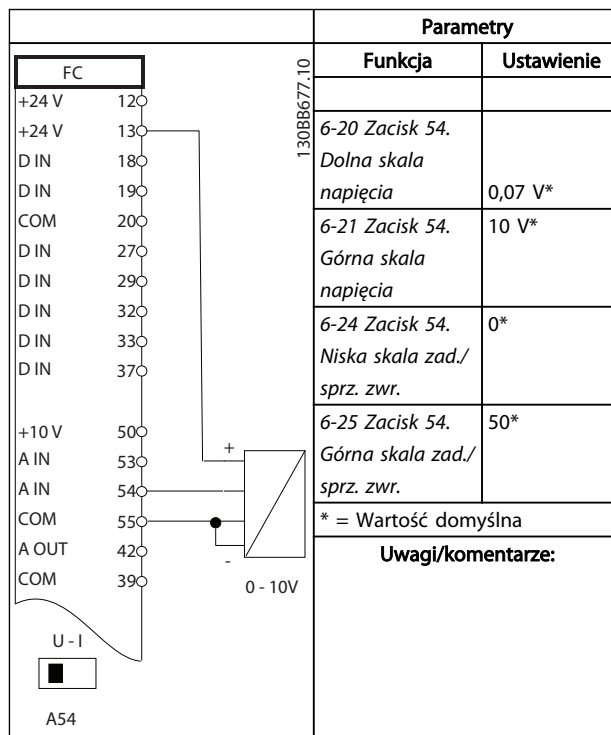 Parametry
Funkcja Ustawienie
6-20 Zacisk 54.
Dolna skala
napięcia 0,07 V*
6-21 Zacisk 54. 10 V*
Górna skala
napięcia
6-24 Zacisk 54. 0*
Niska skala zad./
sprz. zwr.
6-25 Zacisk 54. 50*
Górna skala zad./
sprz. zwr.
* = Wartość domyślna
Uwagi/komentarze:
130BB677.10
FC
+24 V 12
+24 V 13
D IN 18
D IN 19
COM 20
D IN 27
D IN 29
D IN 32
D IN 33
D IN 37
+10 V 50
A IN 53
A IN 54
COM 55
A OUT 42
COM 39
+
-
0 - 10V
U - I
A54